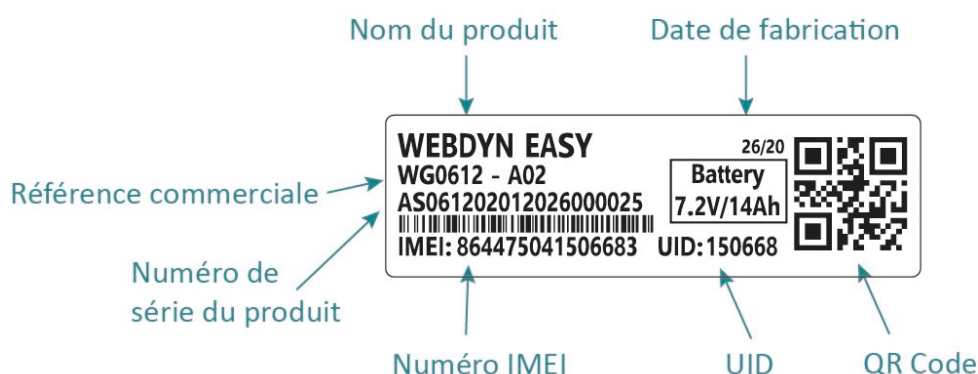 Nom du produit
Date de fabrication
WEBDYN EASY
26/20
WG0612 - A02
Battery
7.2V/14Ah
AS061202012026000025
IMEI: 864475041506683
UID:150668
Référence commerciale
Numéro de
série du produit
Numéro IMEI
UID
QR Code